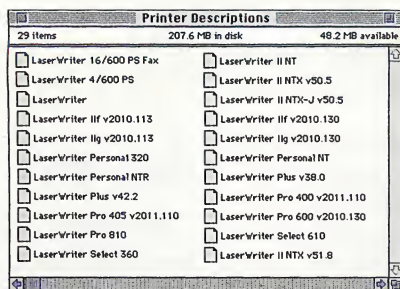 Printer Descriptions
29 items 207.6 MB in disk 48.2 MB available
LaserWriter 16/600 PS Fax LaserWriter II NT
LaserWriter 4/600 PS LaserWriter II NTX v50.5
LaserWriter LaserWriter II NTX-J v50.5
LaserWriter IIf v2010.113 LaserWriter IIf v2010.130
LaserWriter IIg v2010.113 LaserWriter IIg v2010.130
LaserWriter Personal 320 LaserWriter Personal NT
LaserWriter Personal NTR LaserWriter Plus v38.0
LaserWriter Plus v42.2 LaserWriter Pro 400 v2011.110
LaserWriter Pro 405 v2011.110 LaserWriter Pro 600 v2010.130
LaserWriter Pro 810 LaserWriter Select 610
LaserWriter Select 360 LaserWriter II NTX v51.8